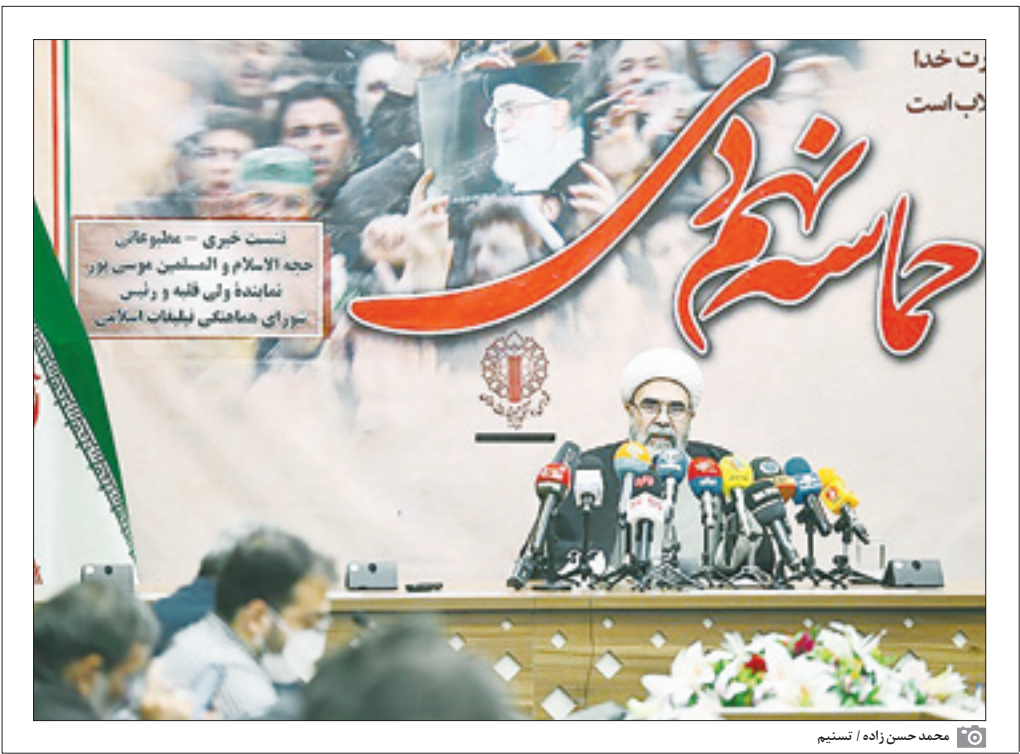 رت خدا
لاب است
حماسه نهم دی
نشست خبری - مطبوعاتی
حجه الاسلام و المسلمین موسی پور
نمایندهٔ ولی فقیه و رئیس
شورای هماهنگی تبلیغات اسلامی
محمد حسن زاده / تسنیم